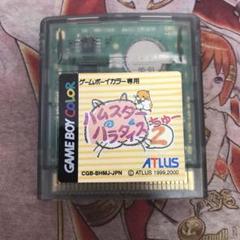 ゲームボーイカラー専用
GAME BOY COLOR
ハムスター
パラダイス
ちゅー
2
ATLUS
CGB-BHMJ-JPN
© ATLUS 1999,2000